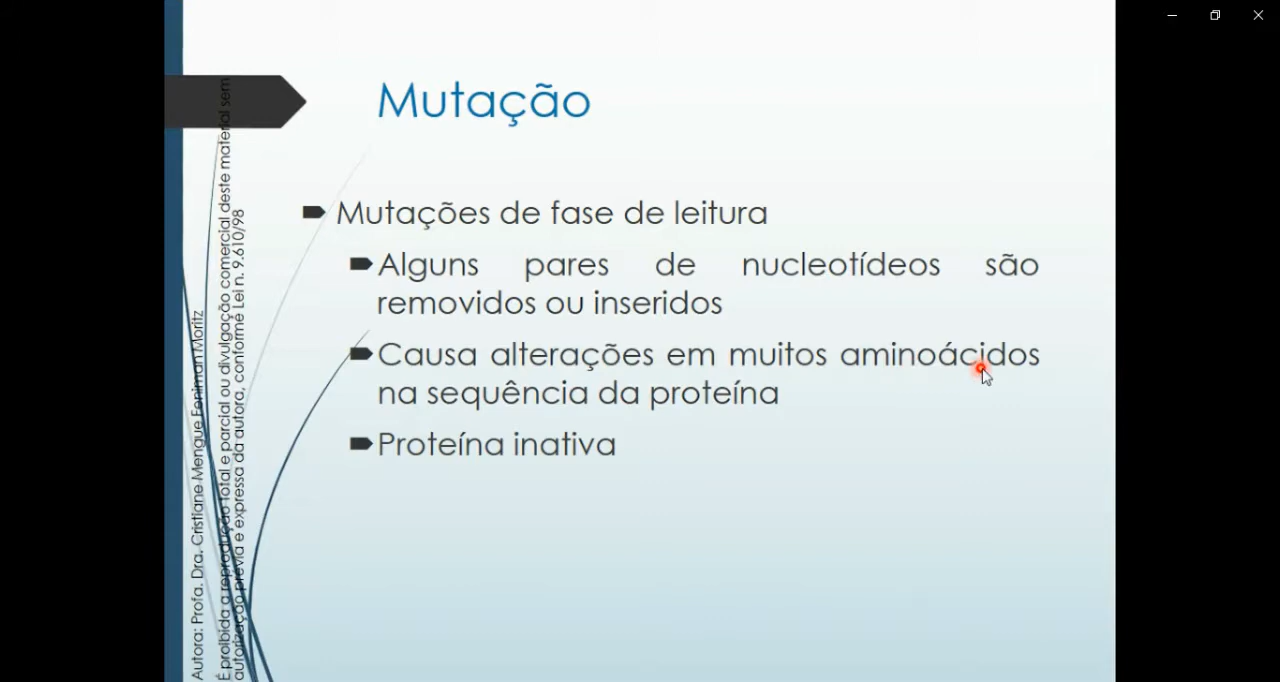 Mutação
Mutações de fase de leitura
Alguns pares de nucleotídeos são
removidos ou inseridos
Causa alterações em muitos aminoácidos
na sequência da proteína
Proteína inativa
Autora: Profa. Dra. Cristiane Mengue Feniman Moritz
É proibida a reprodução total e parcial ou divulgação comercial deste material sem
autorização prévia e expressa da autora, conforme Lei n. 9.610/98